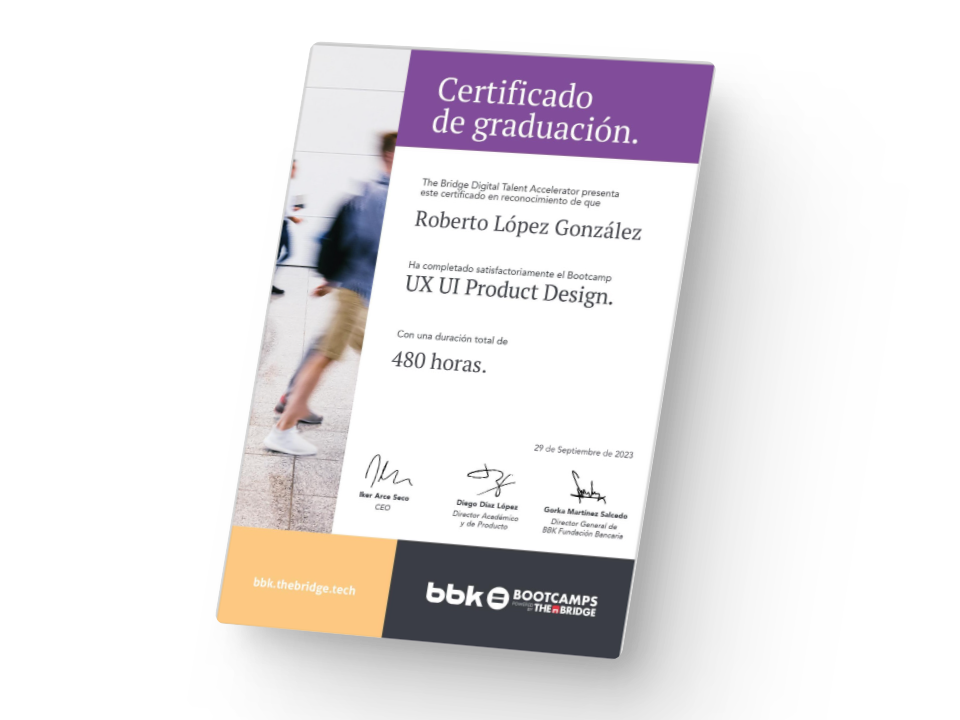 Certificado
de graduación.
The Bridge Digital Talent Accelerator presenta
este certificado en reconocimiento de que
Roberto López González
Ha completado satisfactoriamente el Bootcamp
UX UI Product Design.
Con una duración total de
480 horas.
29 de Septiembre de 2023
Iker Arce Seco
CEO
Diego Díaz López
Director Académico
y de Producto
Gorka Martínez Salcedo
Director General de
BBK Fundación Bancaria
bbk.thebridge.tech
bbk BOOTCAMPS
POWERED BY THE BRIDGE